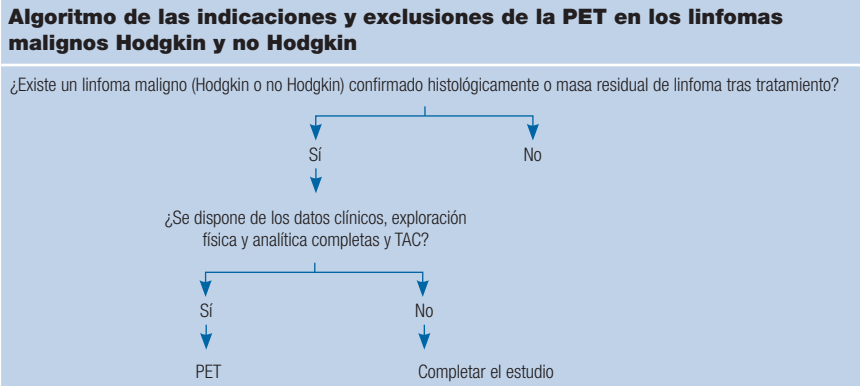 Algoritmo de las indicaciones y exclusiones de la PET en los linfomas
malignos Hodgkin y no Hodgkin
¿Existe un linfoma maligno (Hodgkin o no Hodgkin) confirmado histológicamente o masa residual de linfoma tras tratamiento?
Sí
No
¿Se dispone de los datos clínicos, exploración
física y analítica completas y TAC?
Sí
No
PET
Completar el estudio